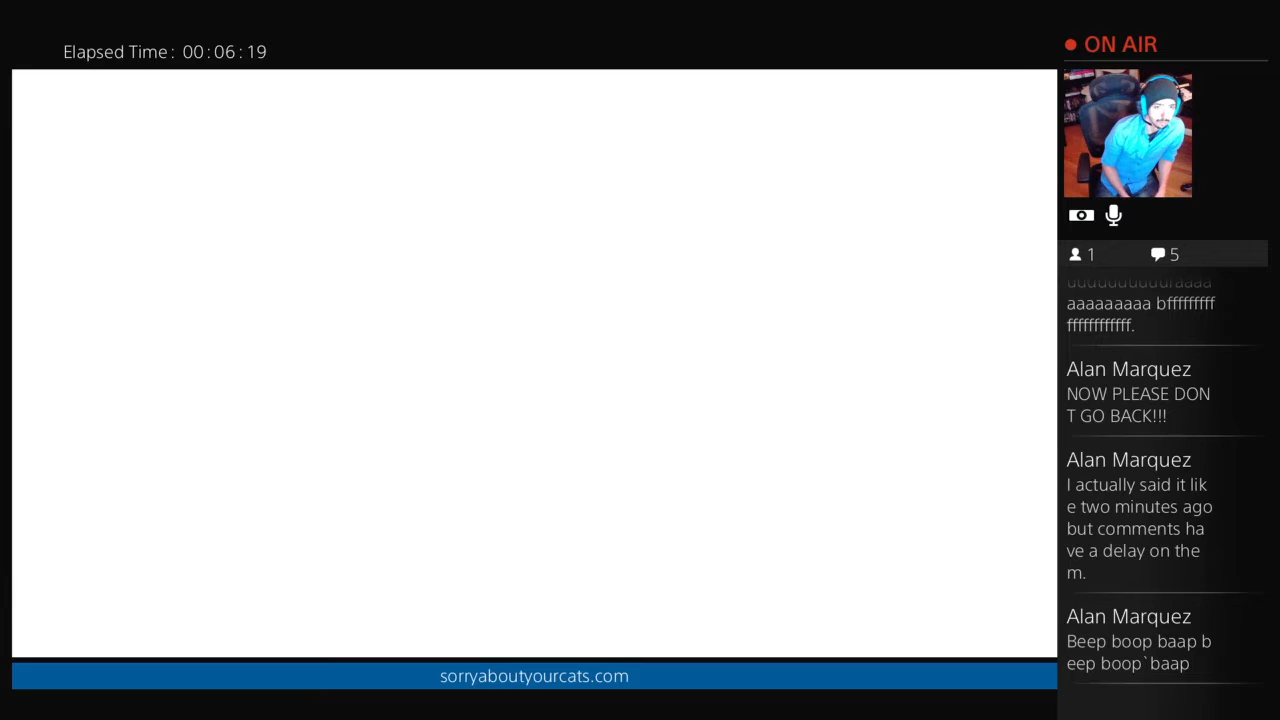 Elapsed Time: 00:06:19
ON AIR
1 5
aaaaaaaaa bfffffffff
ffffffffffff.
Alan Marquez
NOW PLEASE DON
T GO BACK!!!
Alan Marquez
I actually said it lik
e two minutes ago
but comments ha
ve a delay on the
m.
Alan Marquez
Beep boop baap b
eep boop`baap
sorryaboutyourcats.com